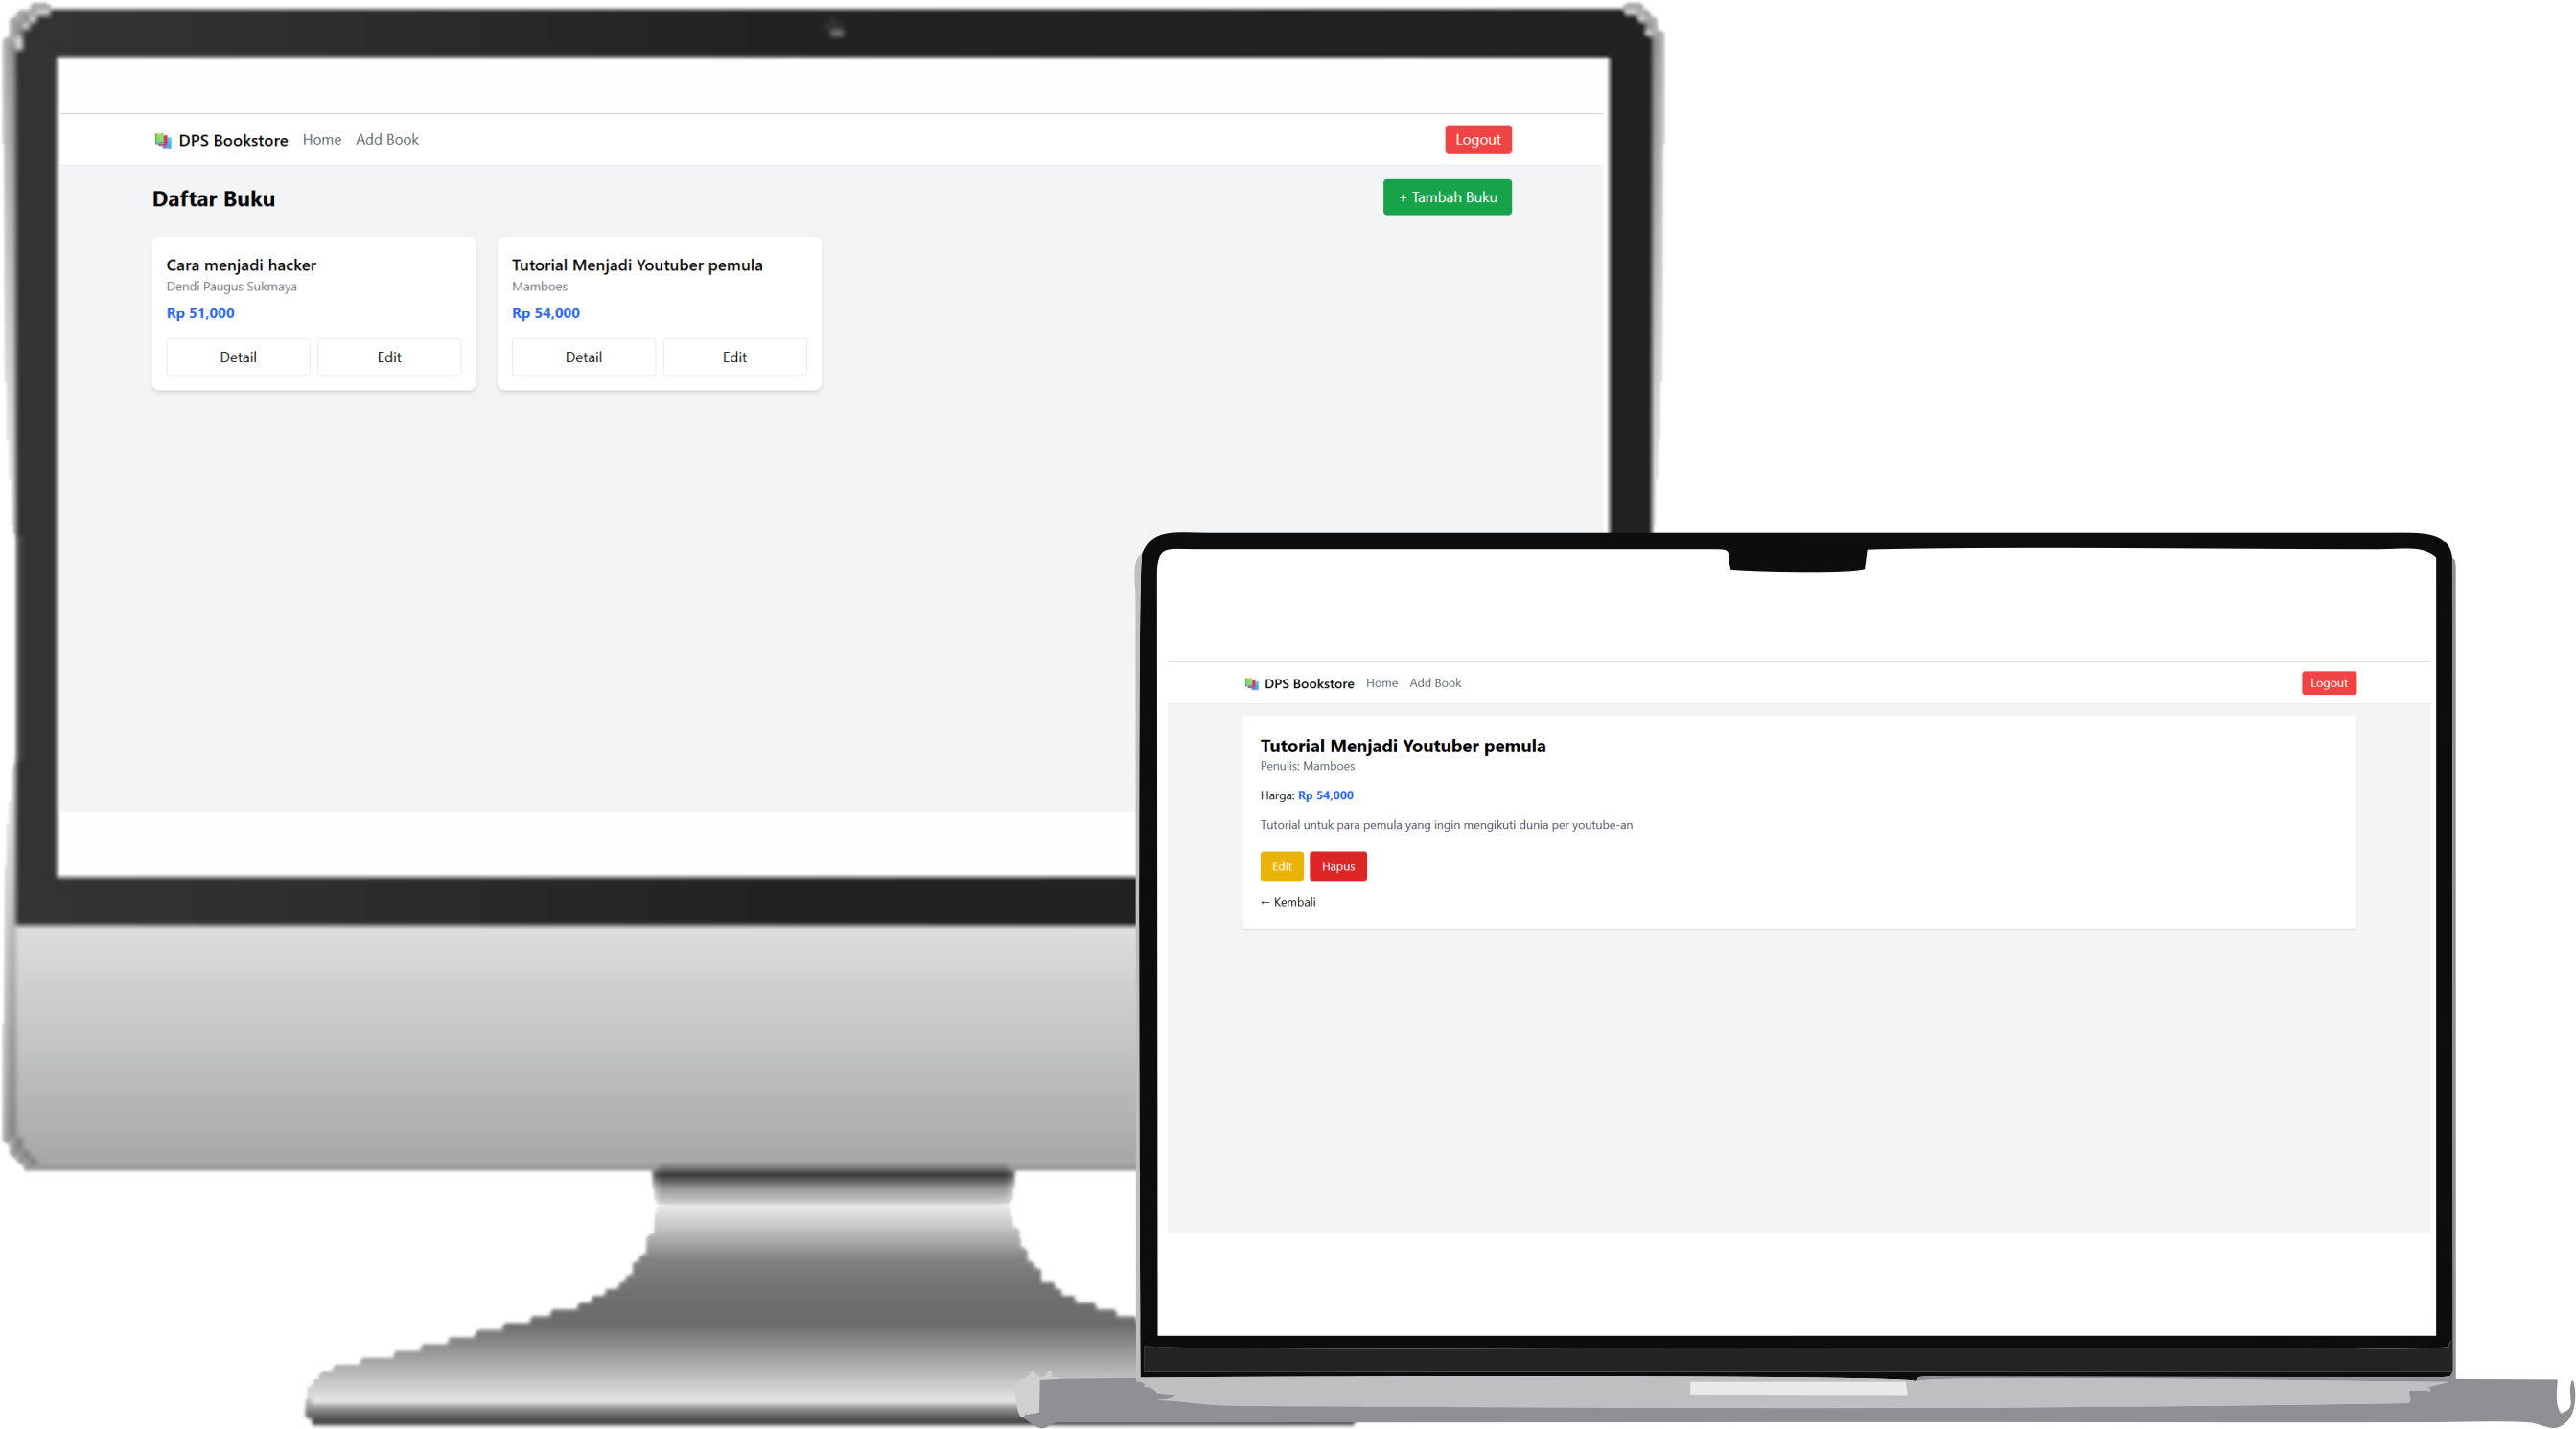 DPS Bookstore Home Add Book Logout
Daftar Buku + Tambah Buku
Cara menjadi hacker
Dendi Paugus Sukmaya
Rp 51,000
Detail Edit
Tutorial Menjadi Youtuber pemula
Mamboes
Rp 54,000
Detail Edit
DPS Bookstore Home Add Book Logout
Tutorial Menjadi Youtuber pemula
Penulis: Mamboes
Harga: Rp 54,000
Tutorial untuk para pemula yang ingin mengikuti dunia per youtube-an
Edit Hapus
← Kembali